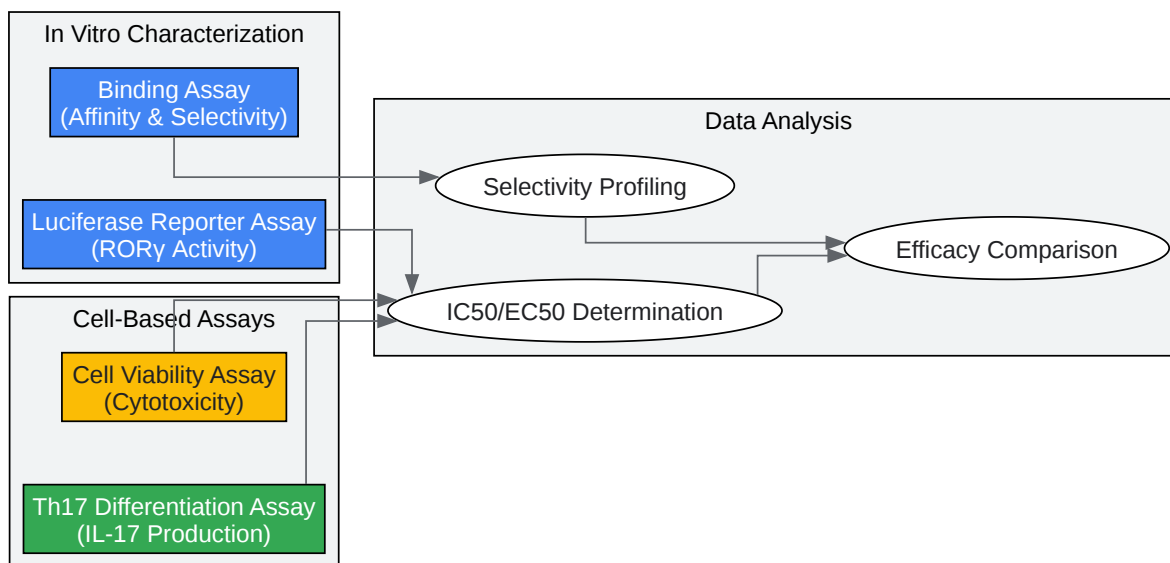 In Vitro Characterization
Binding Assay
(Affinity & Selectivity)
Luciferase Reporter Assay
(RORγ Activity)
Cell-Based Assays
Cell Viability Assay
(Cytotoxicity)
Th17 Differentiation Assay
(IL-17 Production)
Data Analysis
Selectivity Profiling
IC50/EC50 Determination
Efficacy Comparison